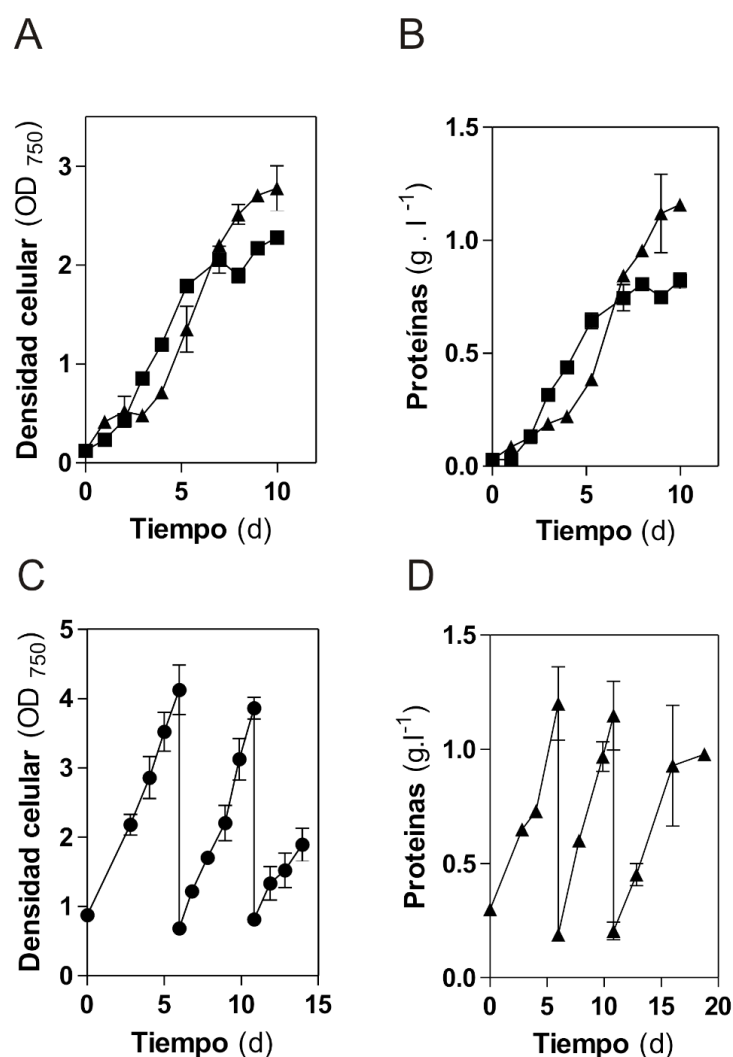 A
Densidad celular (OD 750)
3
2
1
0
0 5 10
Tiempo (d)
B
Proteínas (g . l -1)
1.5
1.0
0.5
0.0
0 5 10
Tiempo (d)
C
Densidad celular (OD 750)
5
4
3
2
1
0
0 5 10 15
Tiempo (d)
D
Proteinas (g.l-1)
1.5
1.0
0.5
0.0
0 5 10 15 20
Tiempo (d)